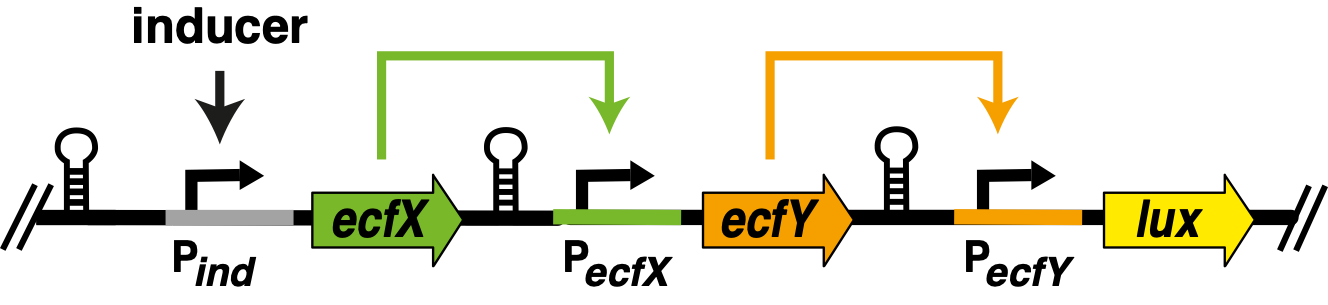 inducer
ecfX
ecfY
lux
Pind
PecfX
PecfY